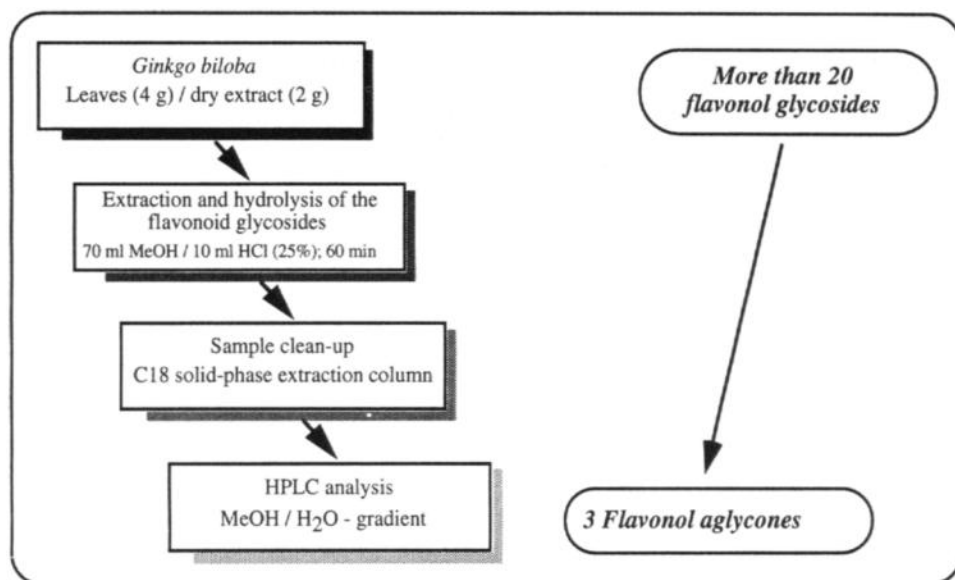 Ginkgo biloba
Leaves (4 g) / dry extract (2 g)
Extraction and hydrolysis of the
flavonoid glycosides
70 ml MeOH / 10 ml HCl (25%); 60 min
Sample clean-up
C18 solid-phase extraction column
HPLC analysis
MeOH / H2O - gradient
More than 20
flavonol glycosides
3 Flavonol aglycones